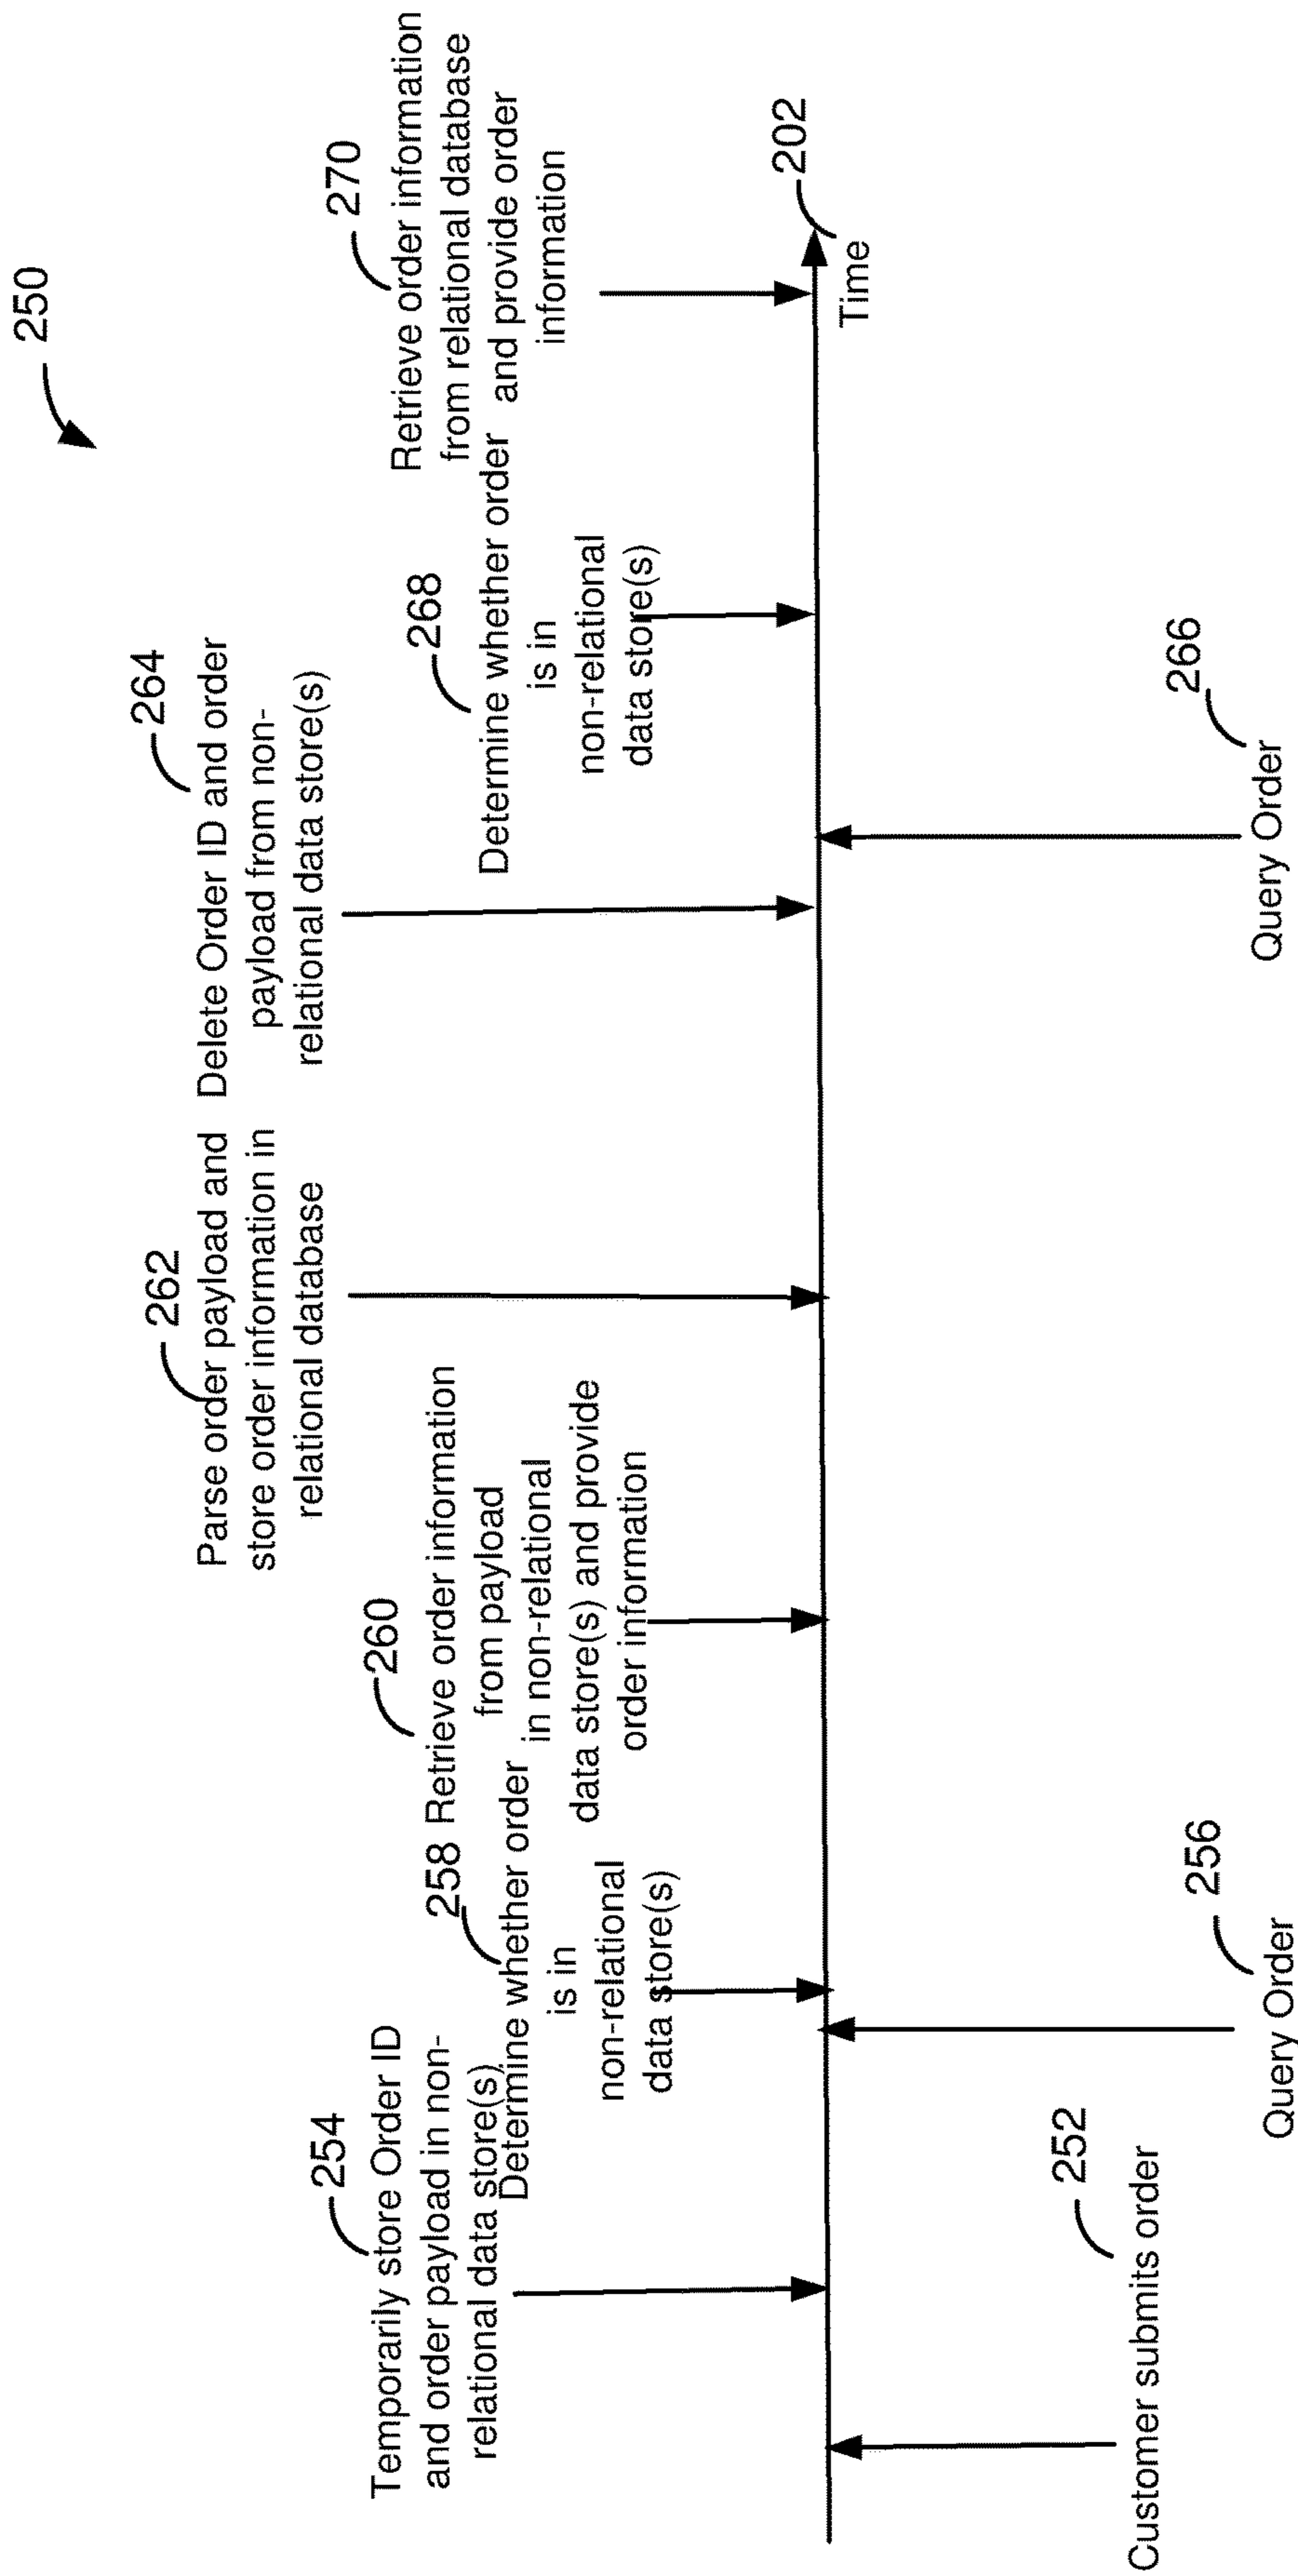 250
254
Temporarily store Order ID
and order payload in non-
relational data store(s)
258
Determine whether order
is in
non-relational
data store(s)
260
Retrieve order information
from payload
in non-relational
data store(s) and provide
order information
262
Parse order payload and
store order information in
relational database
264
Delete Order ID and order
payload from non-
relational data store(s)
268
Determine whether order
is in
non-relational
data store(s)
270
Retrieve order information
from relational database
and provide order
information
202
Time
252
Customer submits order
256
Query Order
266
Query Order